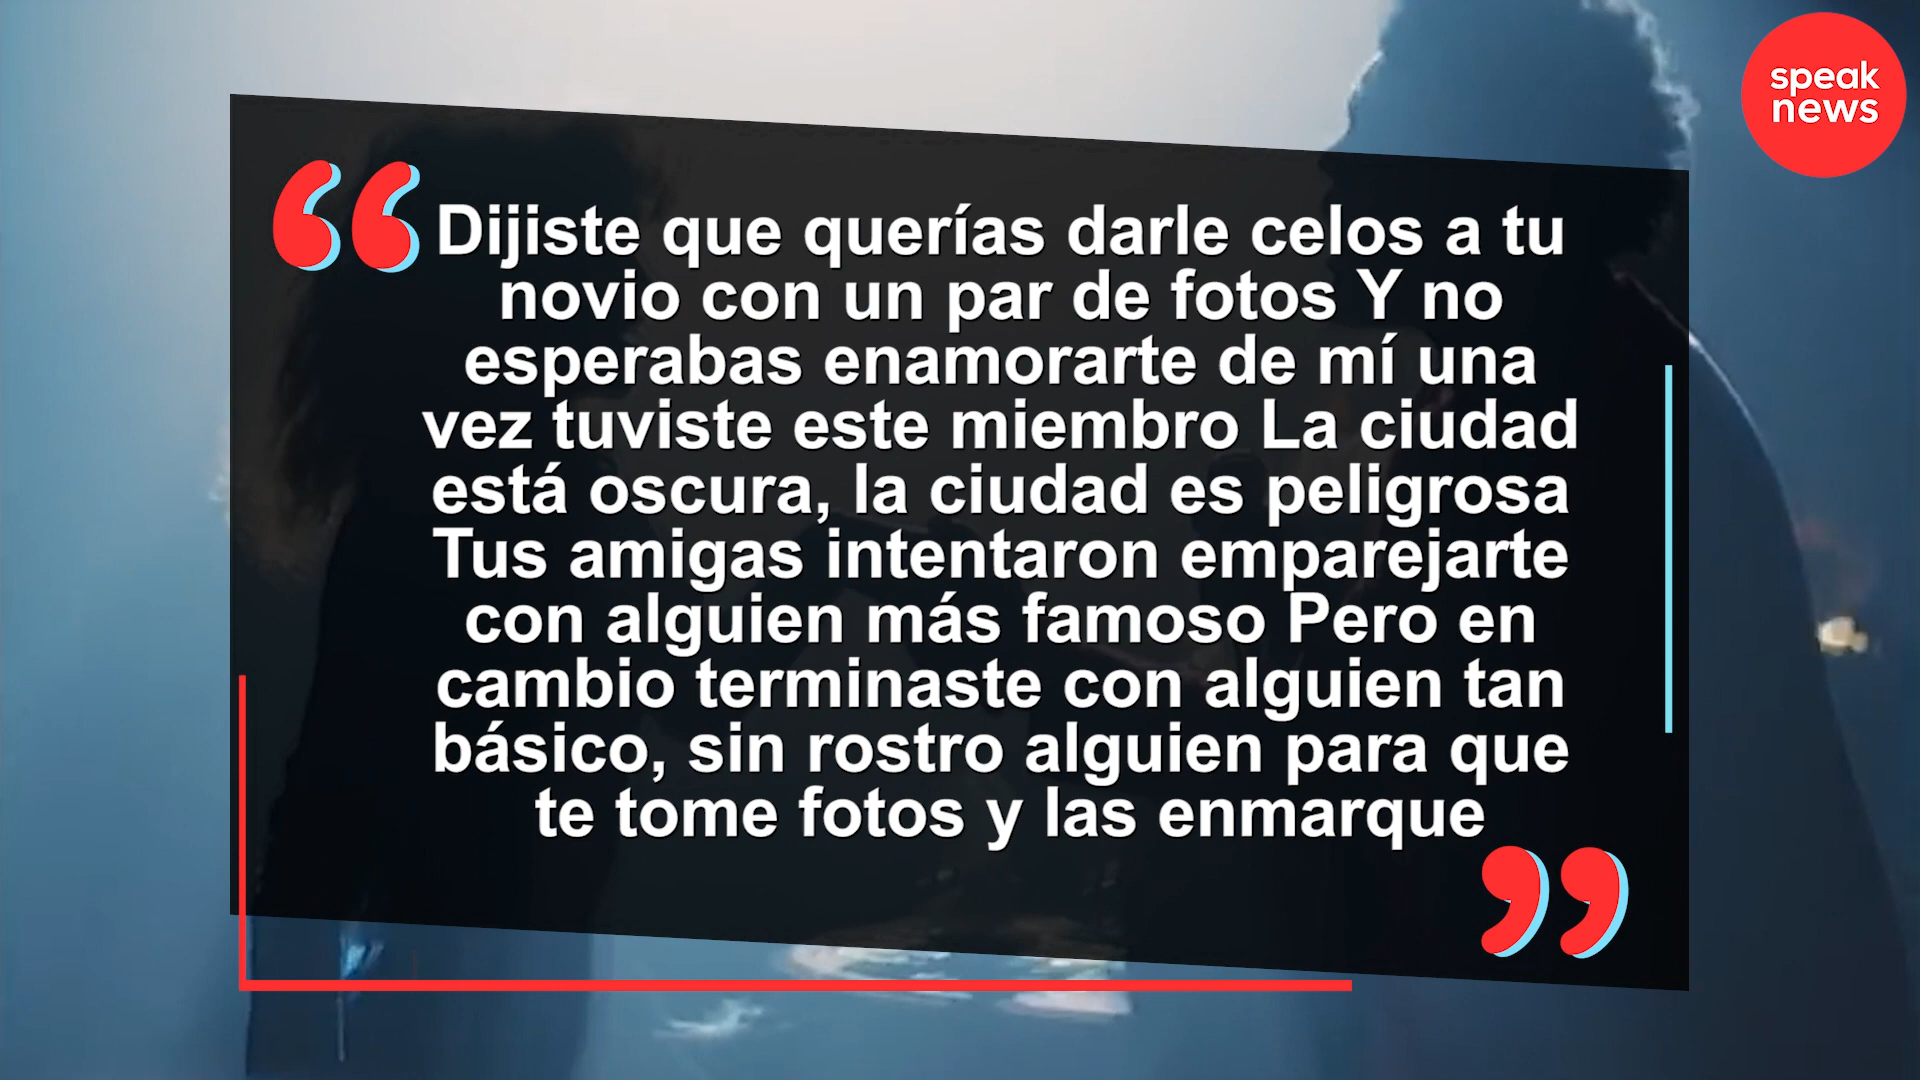 speak
news
Dijiste que querías darle celos a tu
novio con un par de fotos Y no
esperabas enamorarte de mí una
vez tuviste este miembro La ciudad
está oscura, la ciudad es peligrosa
Tus amigas intentaron emparejarte
con alguien más famoso Pero en
cambio terminaste con alguien tan
básico, sin rostro alguien para que
te tome fotos y las enmarque